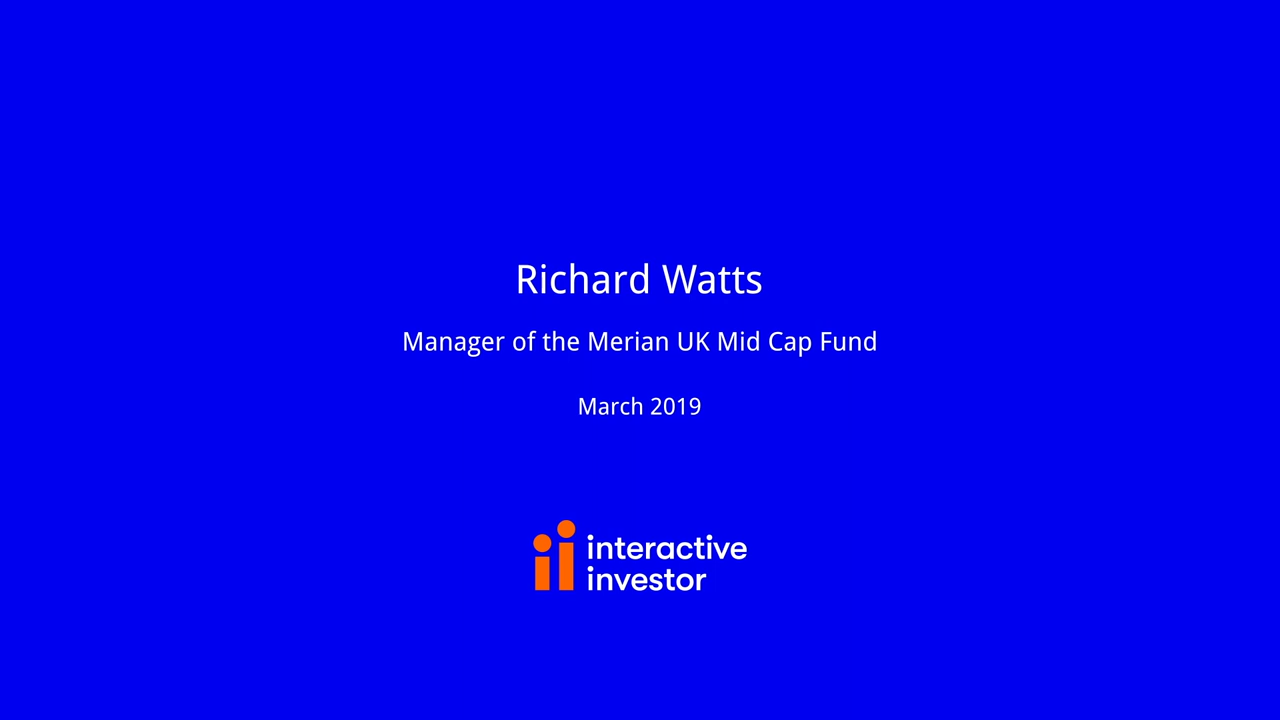 Richard Watts
Manager of the Merian UK Mid Cap Fund
March 2019
interactive
investor